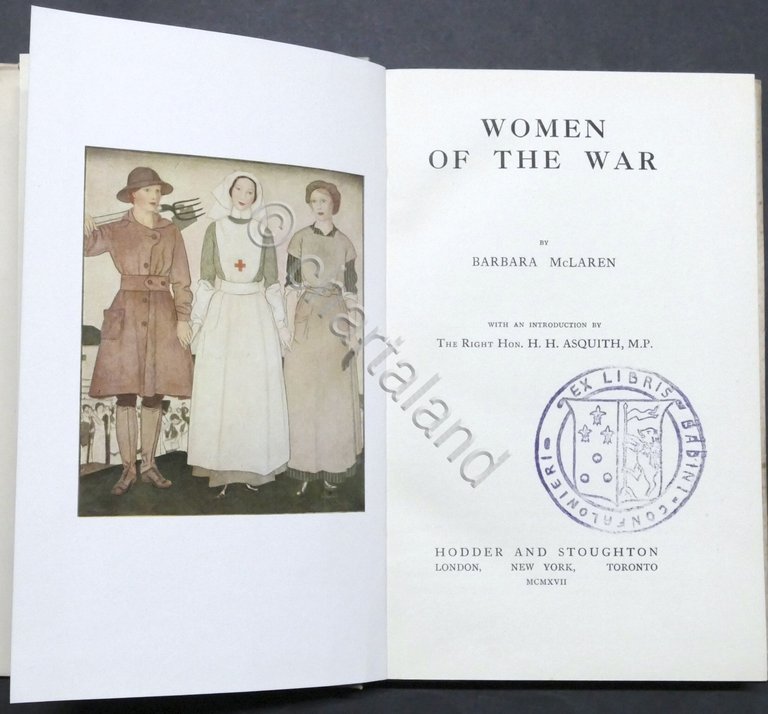 WOMEN
OF THE WAR
BY
BARBARA McLAREN
WITH AN INTRODUCTION BY
THE RIGHT HON. H. H. ASQUITH, M.P.
EX LIBRIS
BABINI
CONFALONIERI
HODDER AND STOUGHTON
LONDON, NEW YORK, TORONTO
MCMXVII
© Cartaland